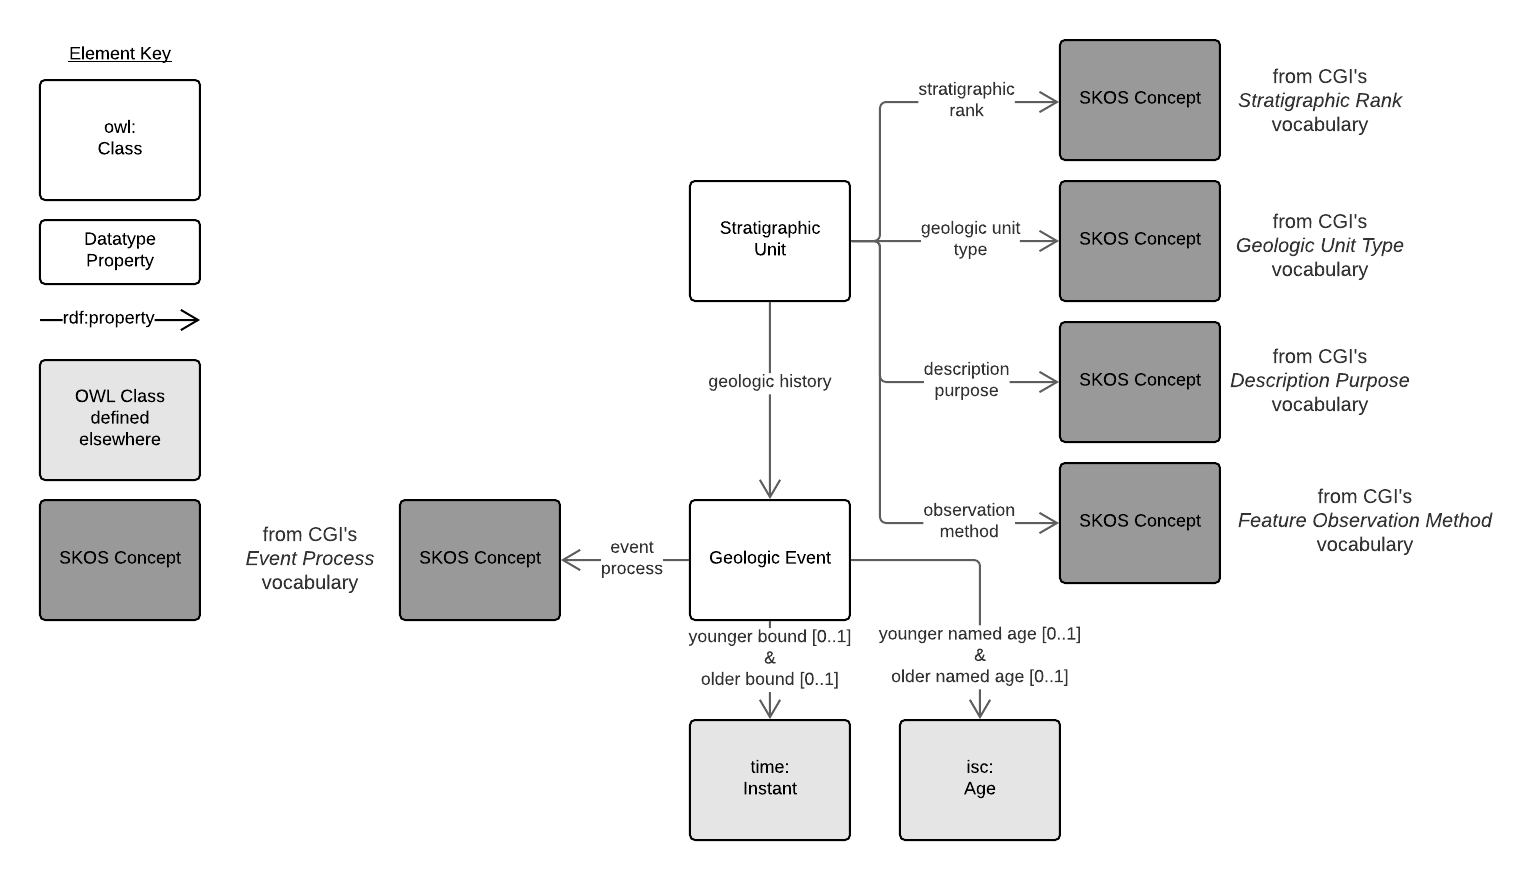 Element Key
owl:
Class
Datatype
Property
rdf:property
OWL Class
defined
elsewhere
SKOS Concept
from CGI's
Event Process
vocabulary
SKOS Concept
event
process
Stratigraphic
Unit
geologic history
Geologic Event
younger bound [0..1]
&
older bound [0..1]
time:
Instant
younger named age [0..1]
&
older named age [0..1]
isc:
Age
stratigraphic
rank
SKOS Concept
from CGI's
Stratigraphic Rank
vocabulary
geologic unit
type
SKOS Concept
from CGI's
Geologic Unit Type
vocabulary
description
purpose
SKOS Concept
from CGI's
Description Purpose
vocabulary
observation
method
SKOS Concept
from CGI's
Feature Observation Method
vocabulary